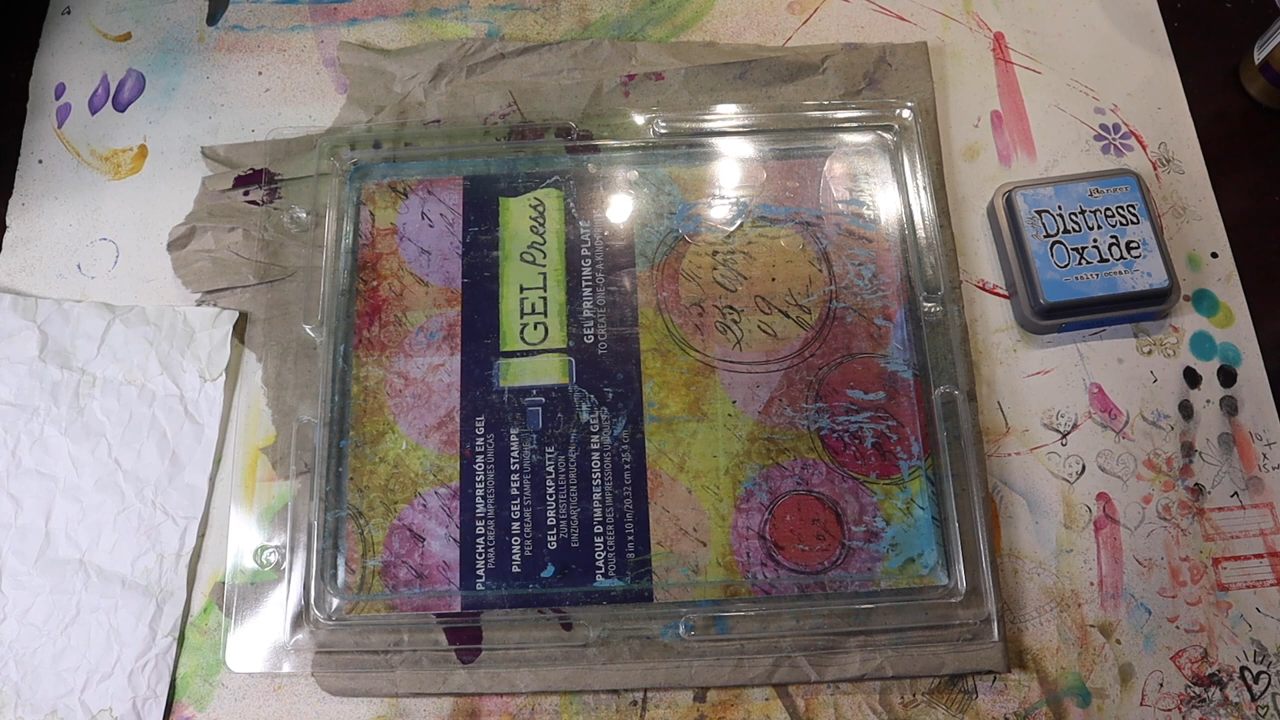 GEL Press
GEL PRINTING PLATE
TO CREATE ONE-OF-A-KIND PRINTS
PLANCHA DE IMPRESIÓN EN GEL
PARA CREAR IMPRESIONES ÚNICAS
PIANO IN GEL PER STAMPE
PER CREARE STAMPE UNICHE
GEL DRUCKPLATTE
ZUM ERSTELLEN VON
EINZIGARTIGEN DRUCKEN
PLAQUE D'IMPRESSION EN GEL
POUR CRÉER DES IMPRESSIONS UNIQUES
8 in x 10 in/20.32 cm x 25.4 cm
Ranger
Distress
Oxide
– salty ocean –